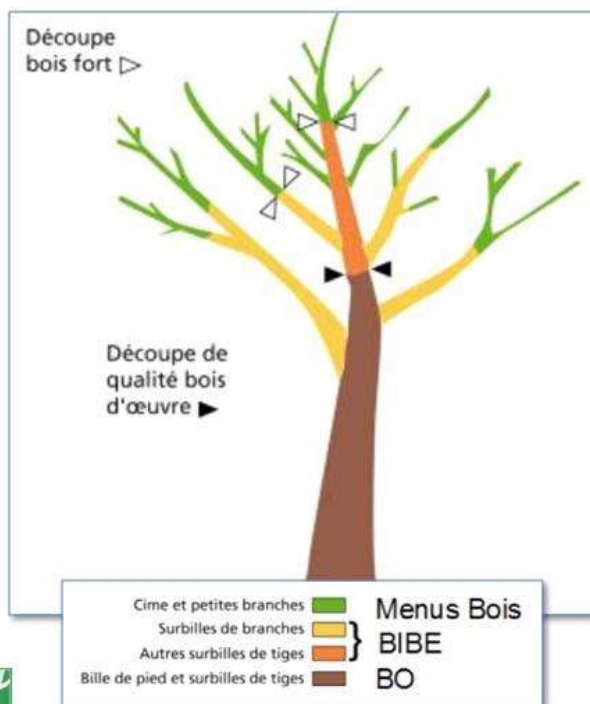 Découpe
bois fort ▷
Découpe de
qualité bois
d'œuvre ►
Cime et petites branches Menus Bois
Surbilles de branches
BIBE
Autres surbilles de tiges
Bille de pied et surbilles de tiges BO